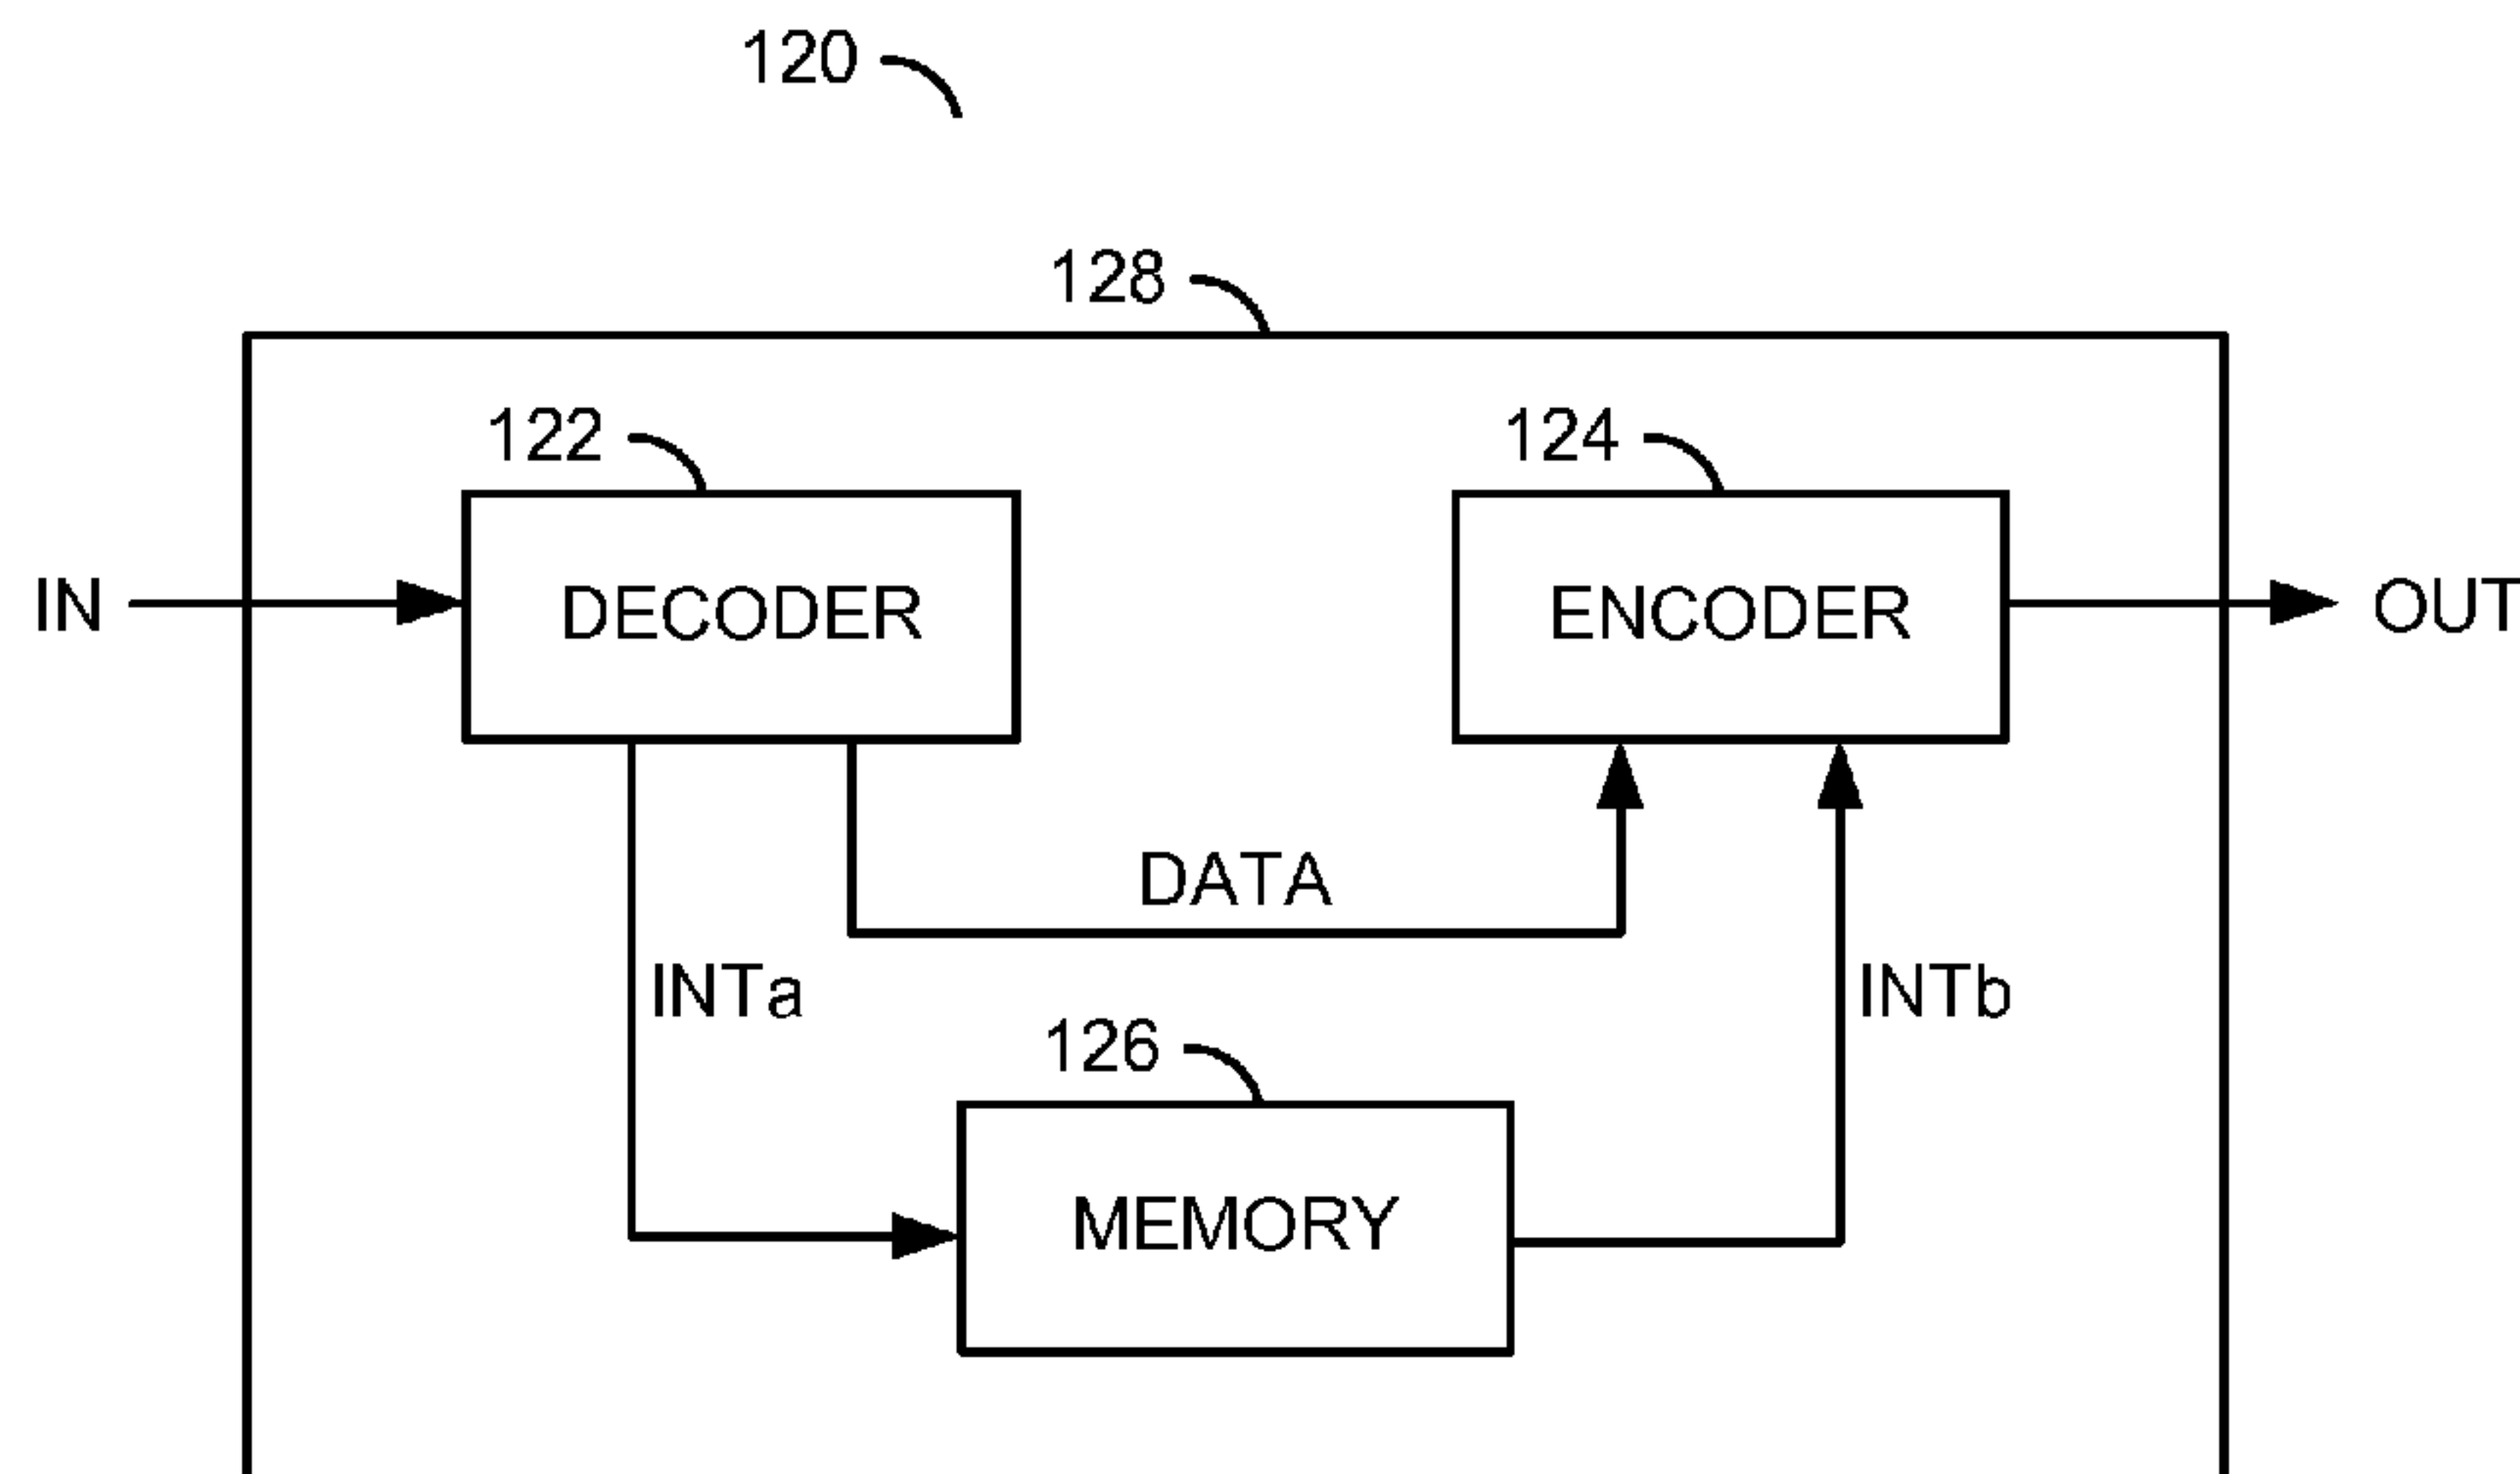 120
128
122
124
IN
DECODER
ENCODER
OUT
DATA
INTa
INTb
126
MEMORY